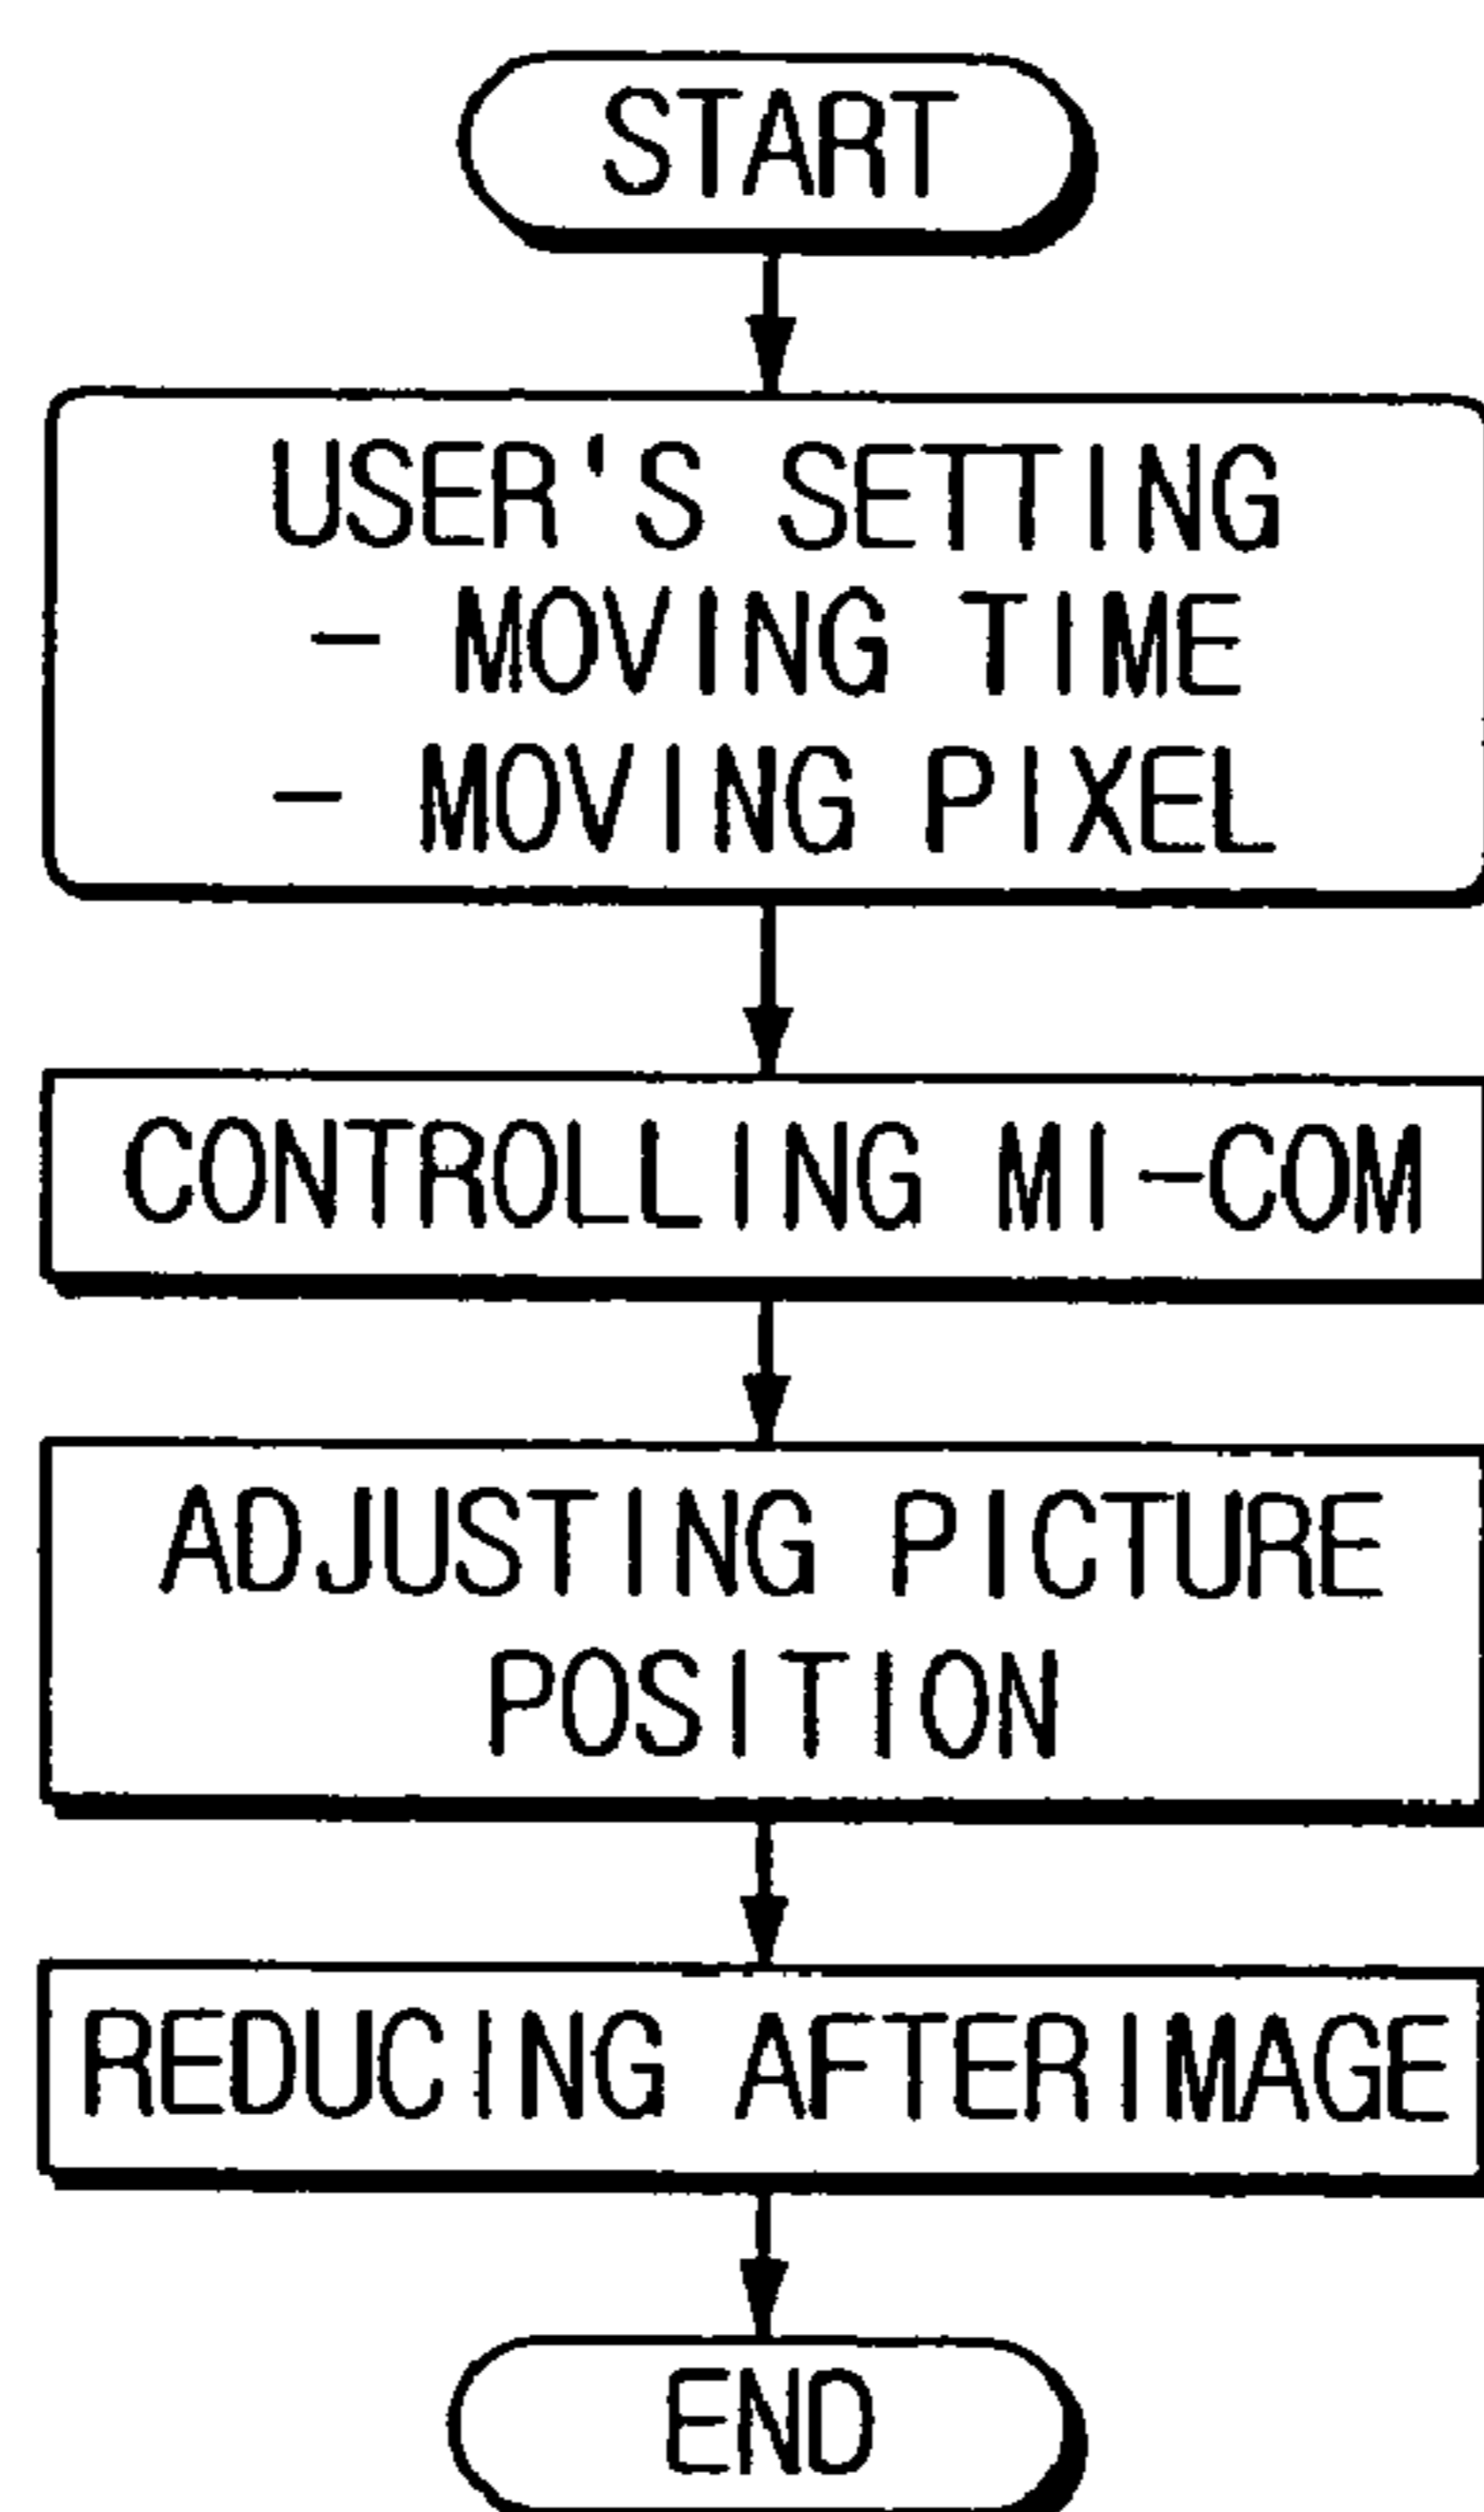 START
USER'S SETTING
- MOVING TIME
- MOVING PIXEL
CONTROLLING MI-COM
ADJUSTING PICTURE
POSITION
REDUCING AFTERIMAGE
END